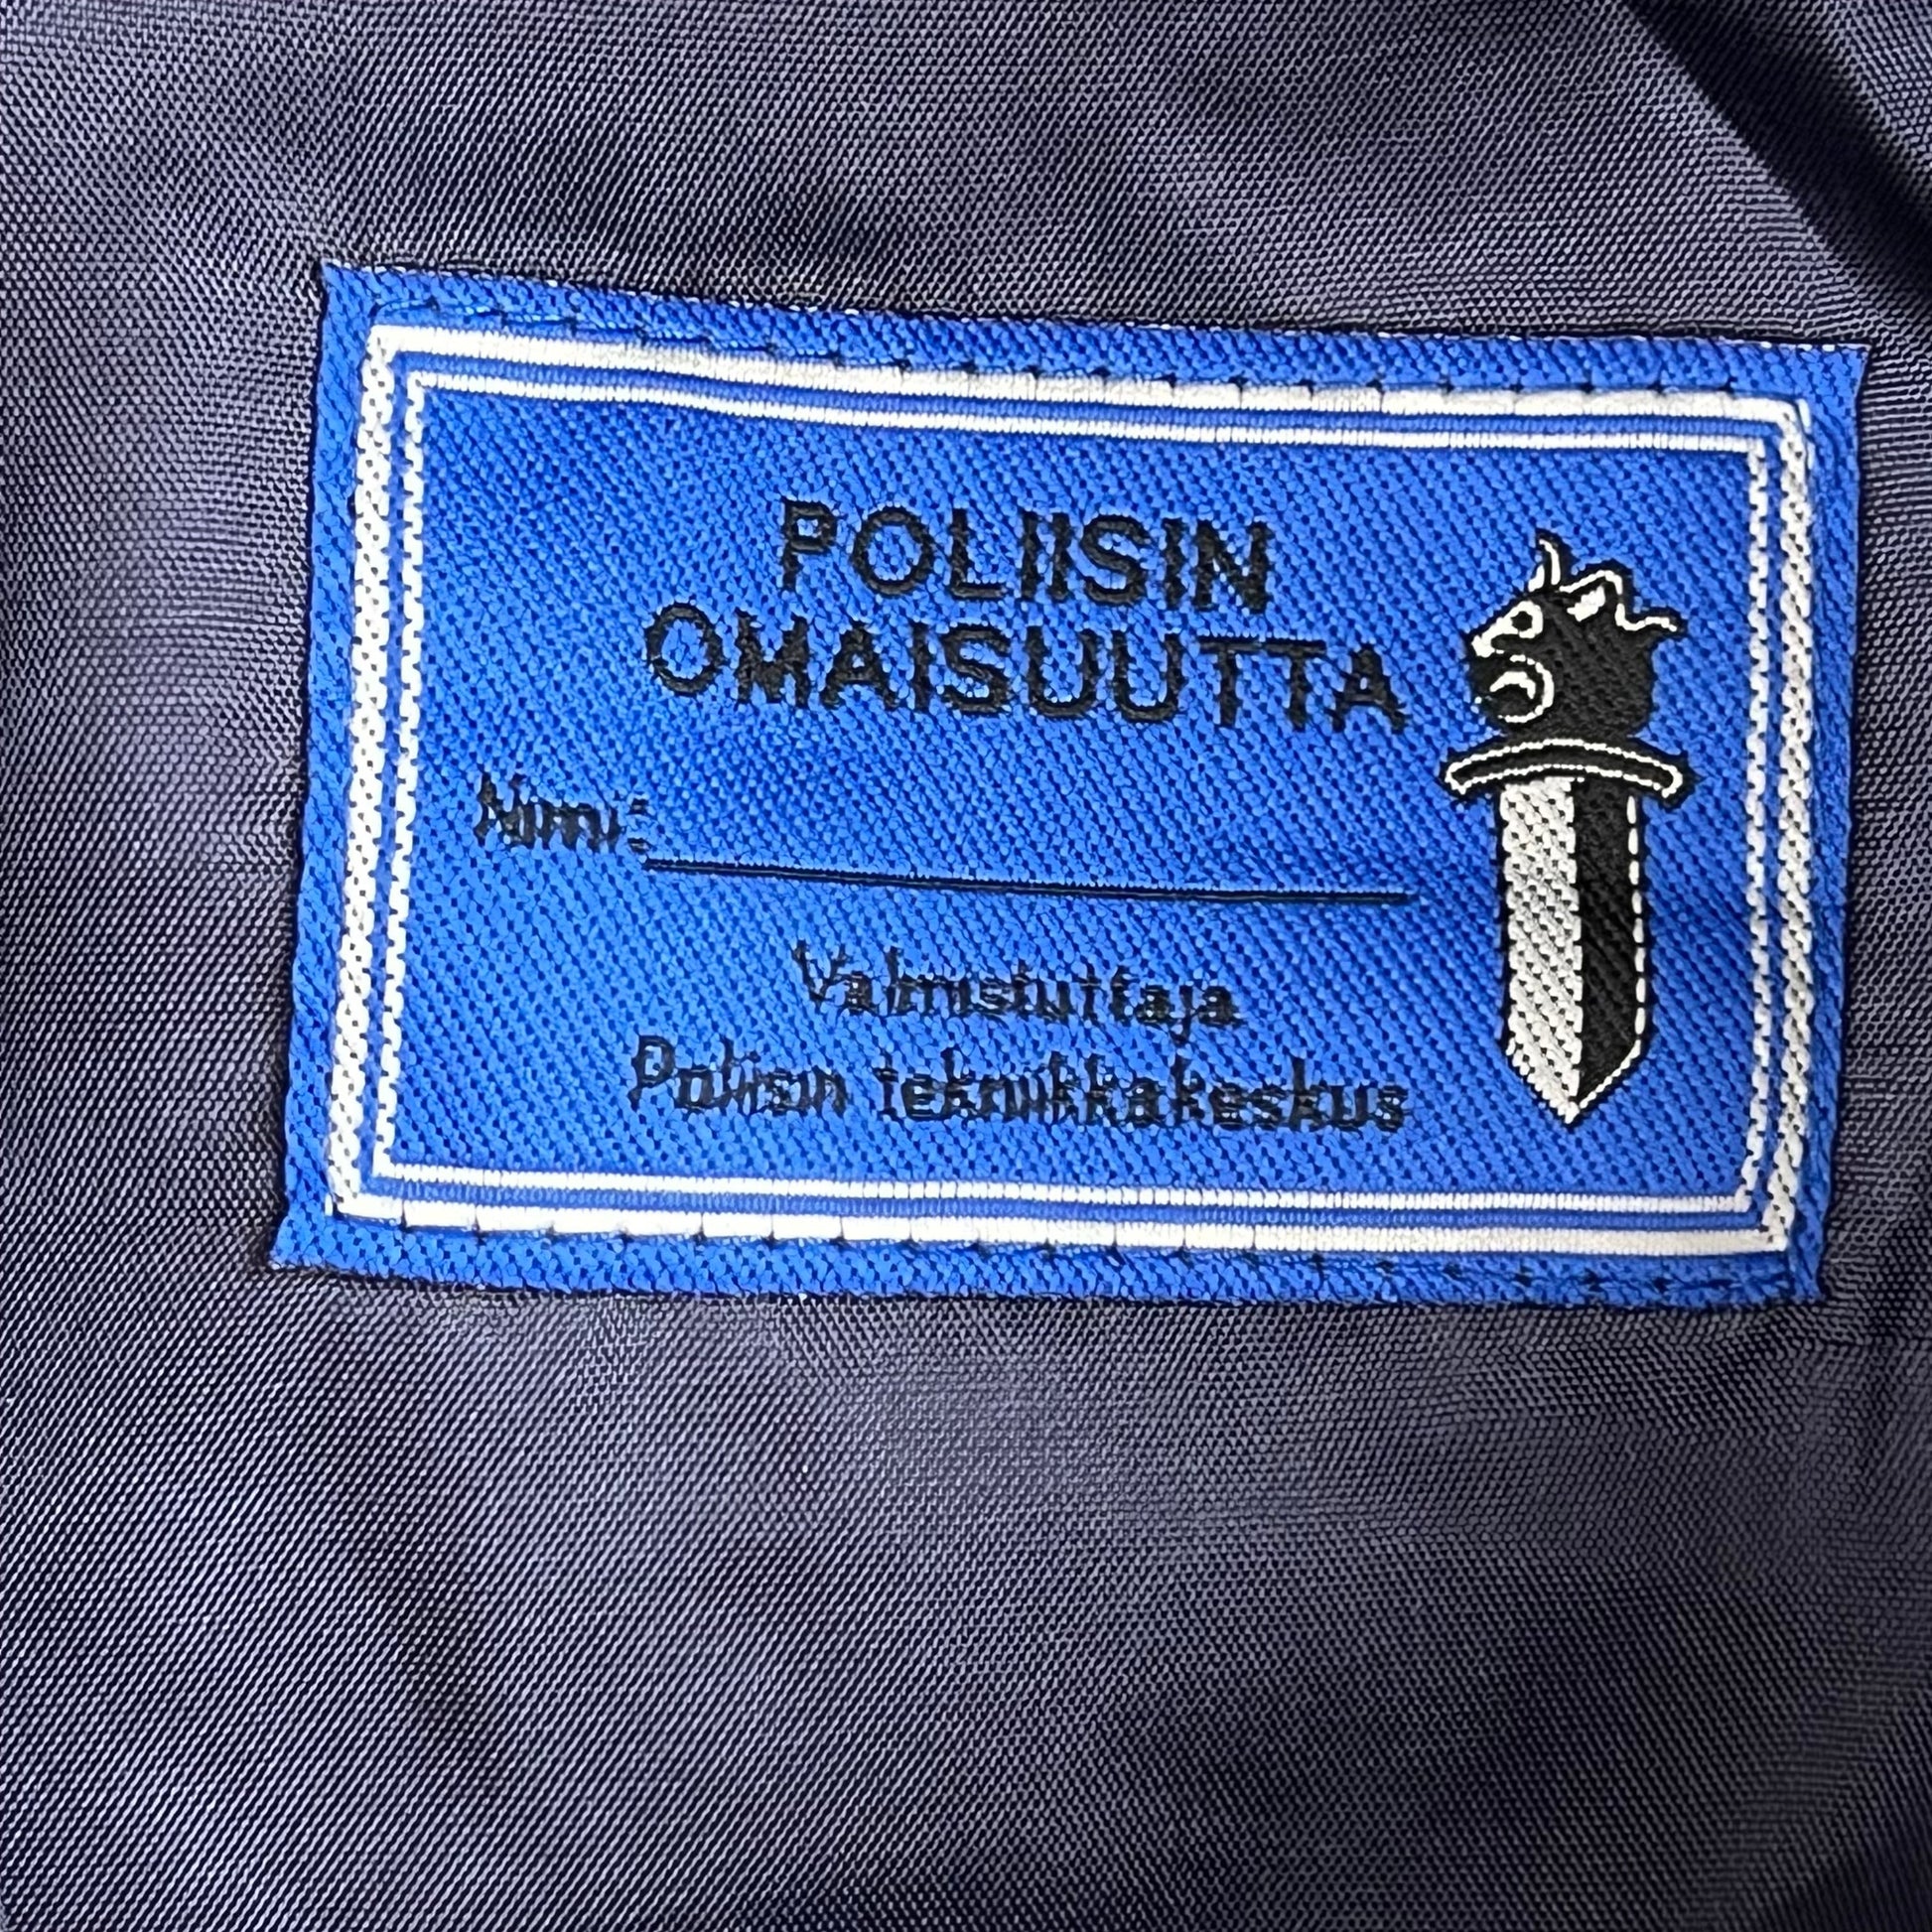 POLIISIN
OMAISUUTTA
Nimi:
Valmistuttaja
Poliisin tekniikkakeskus